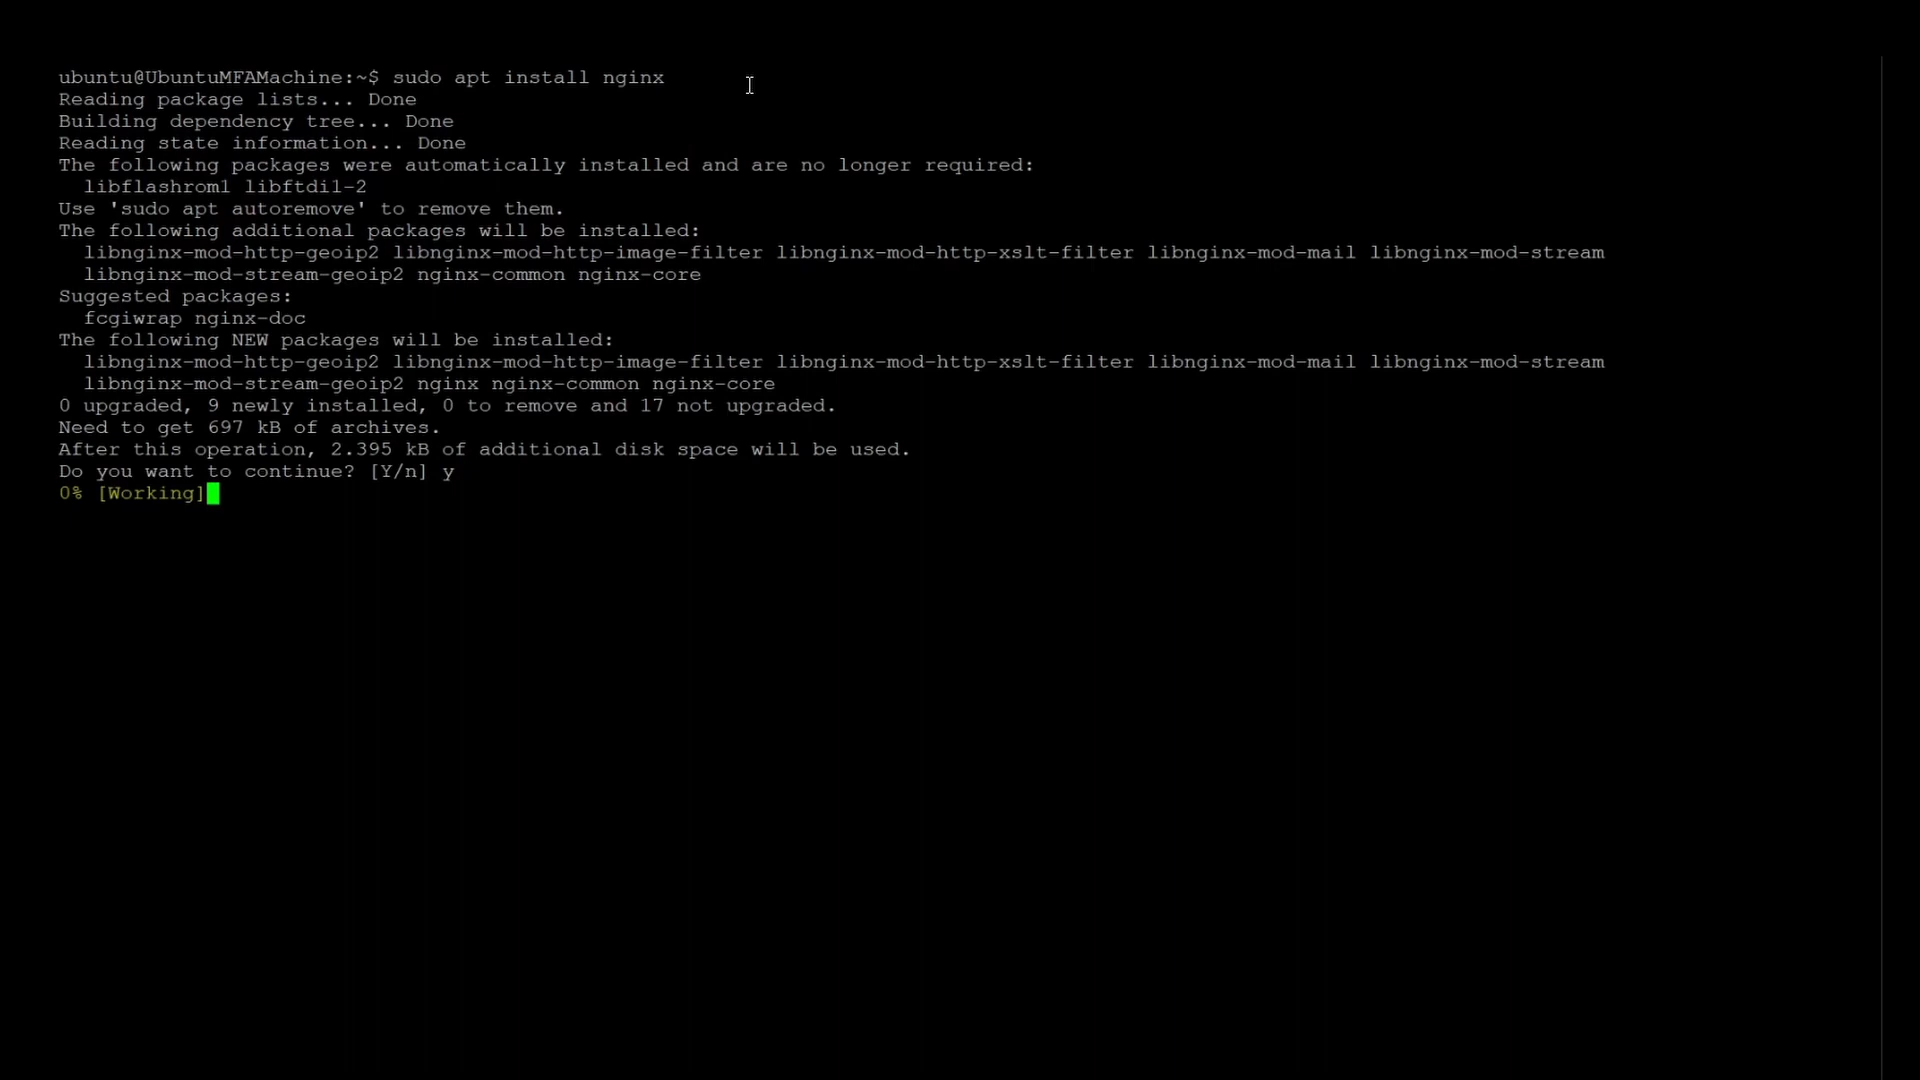 ubuntu@UbuntuMFAMachine:~$ sudo apt install nginx
Reading package lists... Done
Building dependency tree... Done
Reading state information... Done
The following packages were automatically installed and are no longer required:
  libflashrom1 libftdi1-2
Use 'sudo apt autoremove' to remove them.
The following additional packages will be installed:
  libnginx-mod-http-geoip2 libnginx-mod-http-image-filter libnginx-mod-http-xslt-filter libnginx-mod-mail libnginx-mod-stream
  libnginx-mod-stream-geoip2 nginx-common nginx-core
Suggested packages:
  fcgiwrap nginx-doc
The following NEW packages will be installed:
  libnginx-mod-http-geoip2 libnginx-mod-http-image-filter libnginx-mod-http-xslt-filter libnginx-mod-mail libnginx-mod-stream
  libnginx-mod-stream-geoip2 nginx nginx-common nginx-core
0 upgraded, 9 newly installed, 0 to remove and 17 not upgraded.
Need to get 697 kB of archives.
After this operation, 2.395 kB of additional disk space will be used.
Do you want to continue? [Y/n] y
0% [Working]